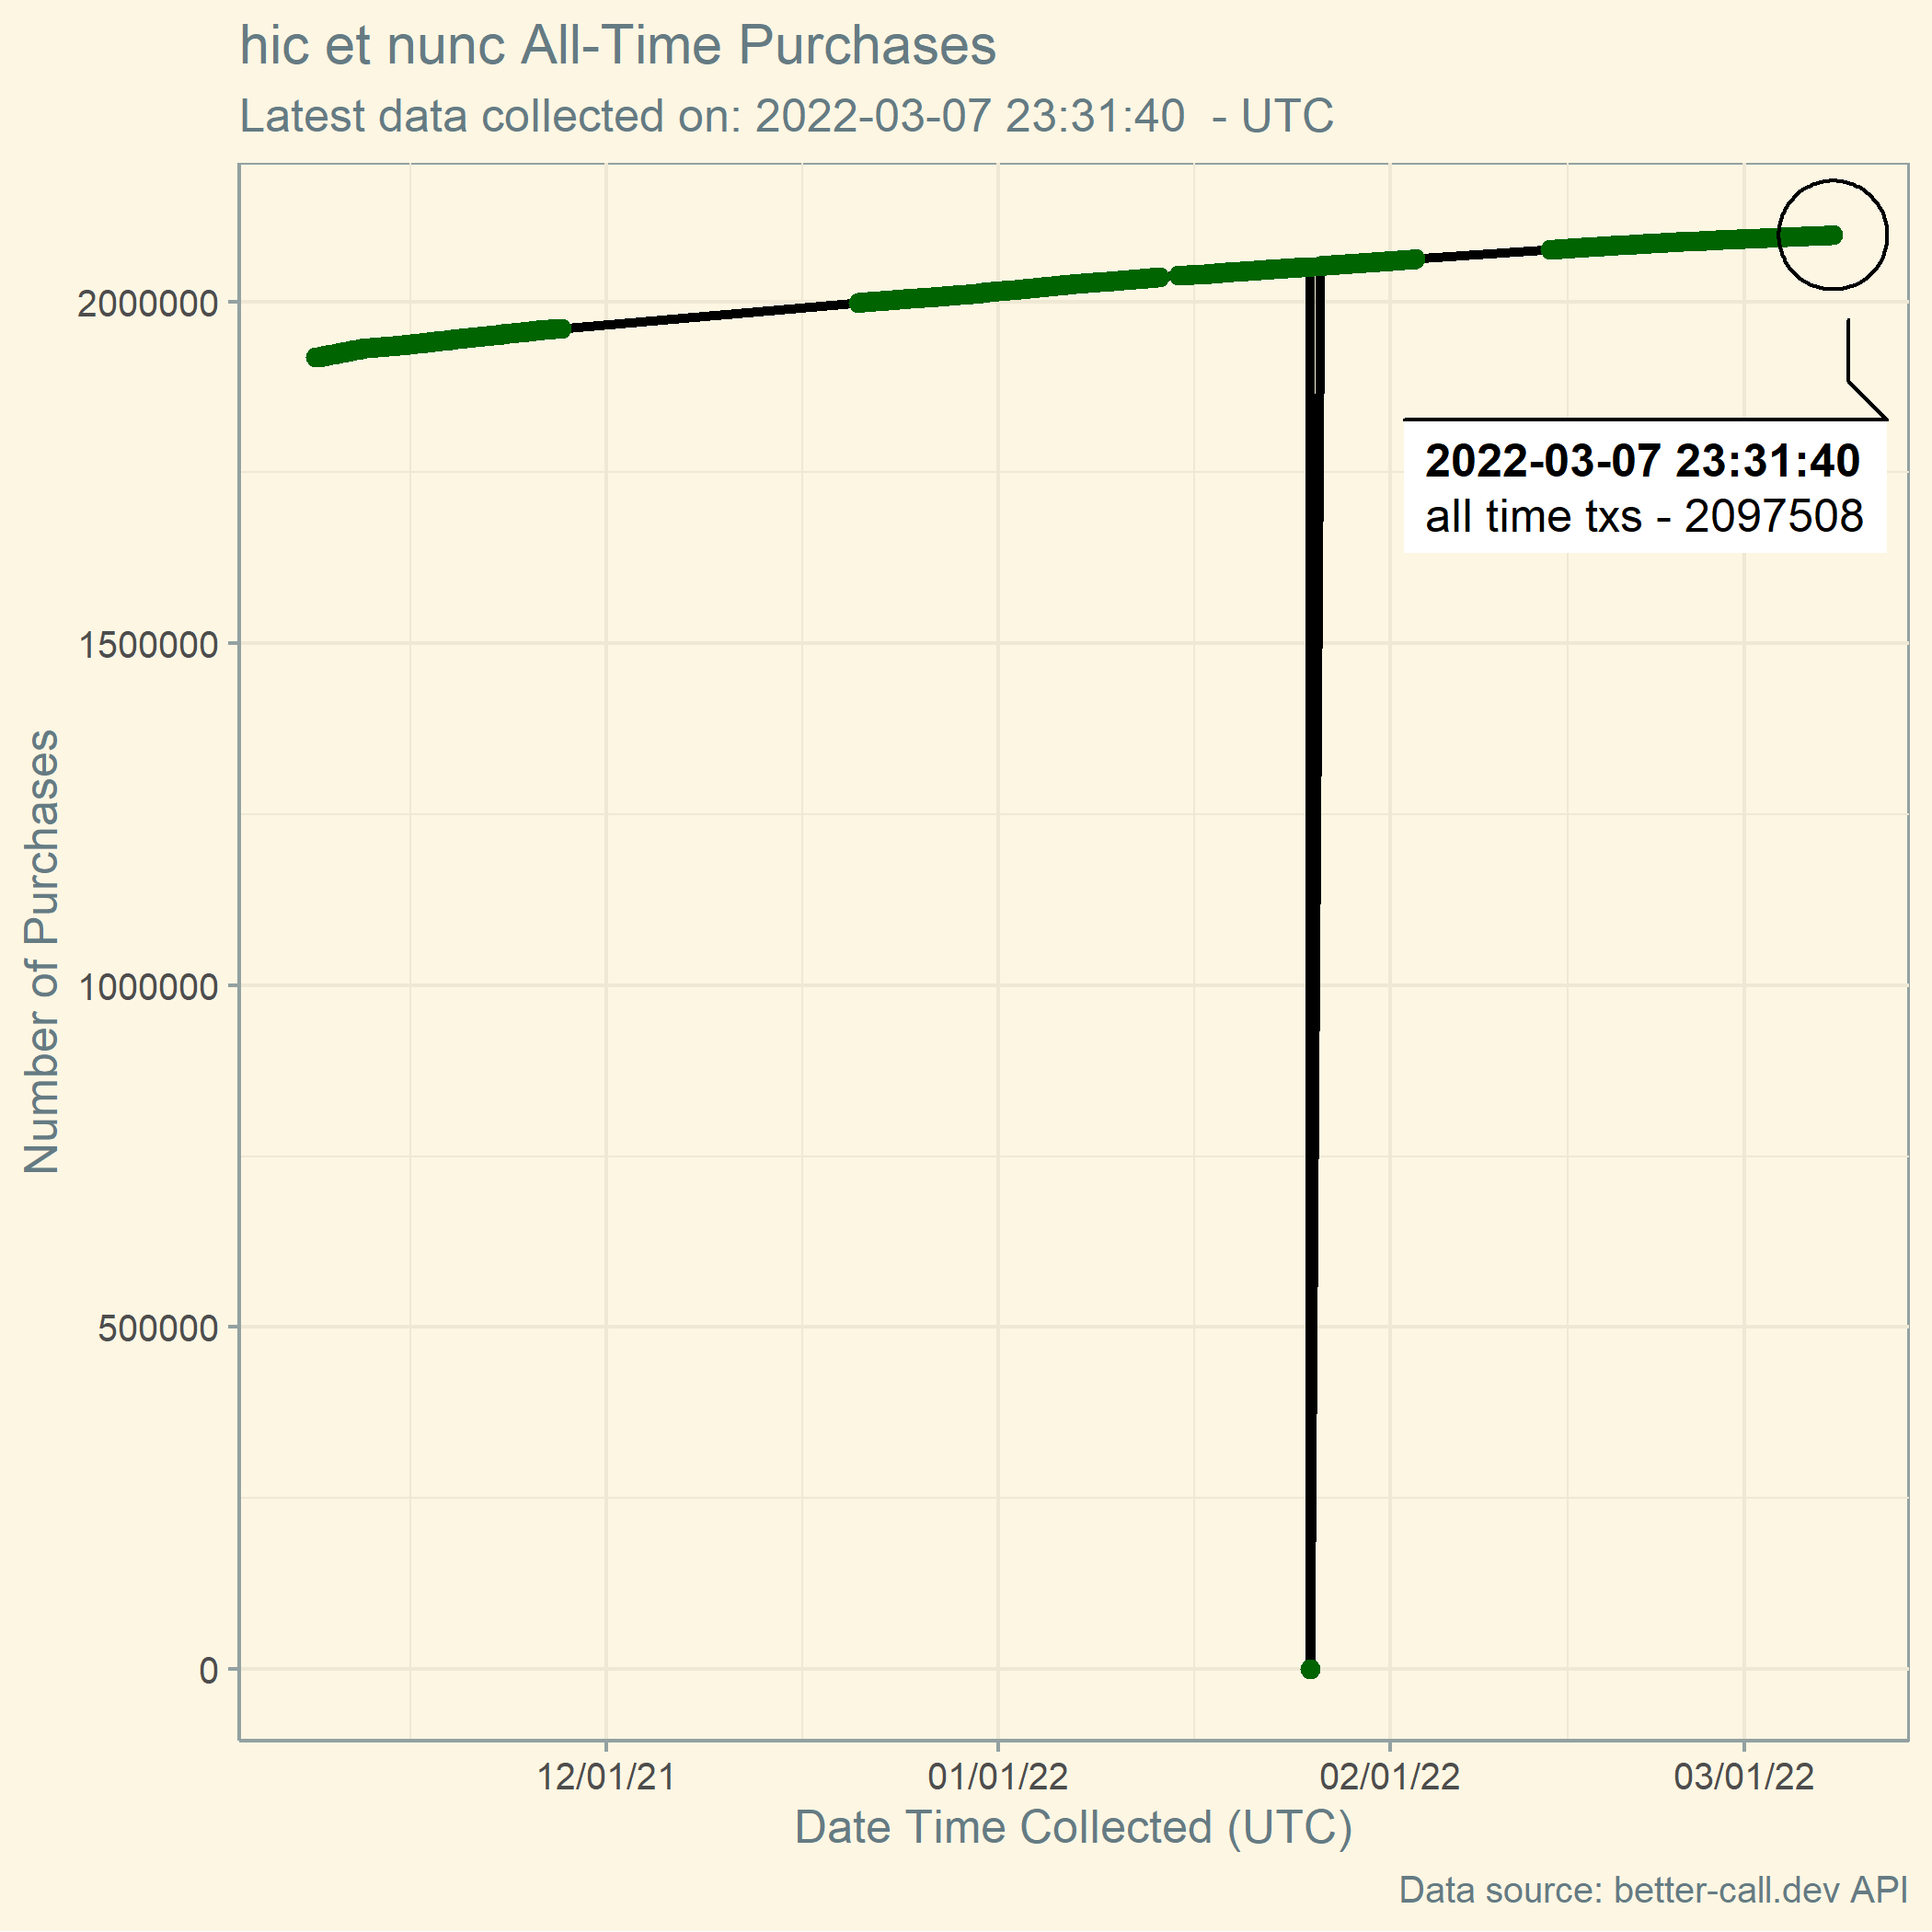 hic et nunc All-Time Purchases
Latest data collected on: 2022-03-07 23:31:40  - UTC
2000000
1500000
1000000
500000
0
Number of Purchases
2022-03-07 23:31:40
all time txs - 2097508
12/01/21
01/01/22
02/01/22
03/01/22
Date Time Collected (UTC)
Data source: better-call.dev API